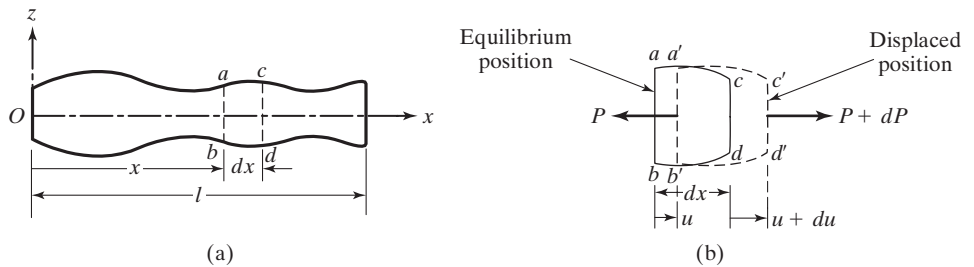 z
O
a
c
b
d
x
x
dx
l
(a)
Equilibrium
position
Displaced
position
a a′
c
c′
P
P + dP
d
d′
b b′
dx
u
u + du
(b)